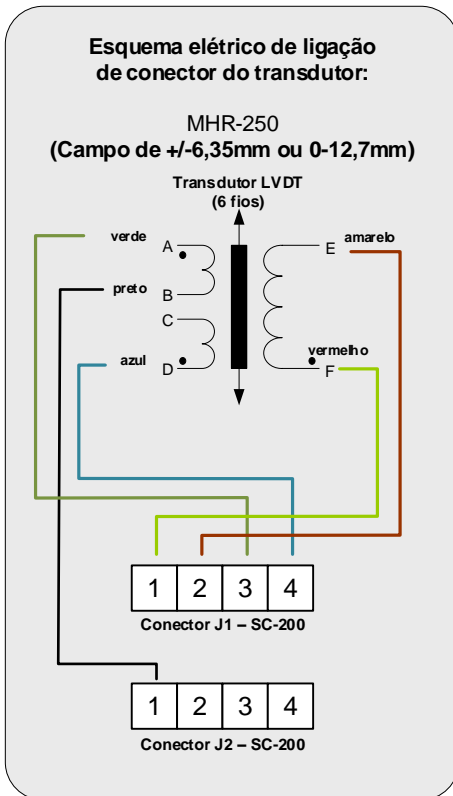 Esquema elétrico de ligação
de conector do transdutor:
MHR-250
(Campo de +/-6,35mm ou 0-12,7mm)
Transdutor LVDT
(6 fios)
verde
A
E
amarelo
preto
B
C
azul
D
vermelho
F
1 2 3 4
Conector J1 – SC-200
1 2 3 4
Conector J2 – SC-200